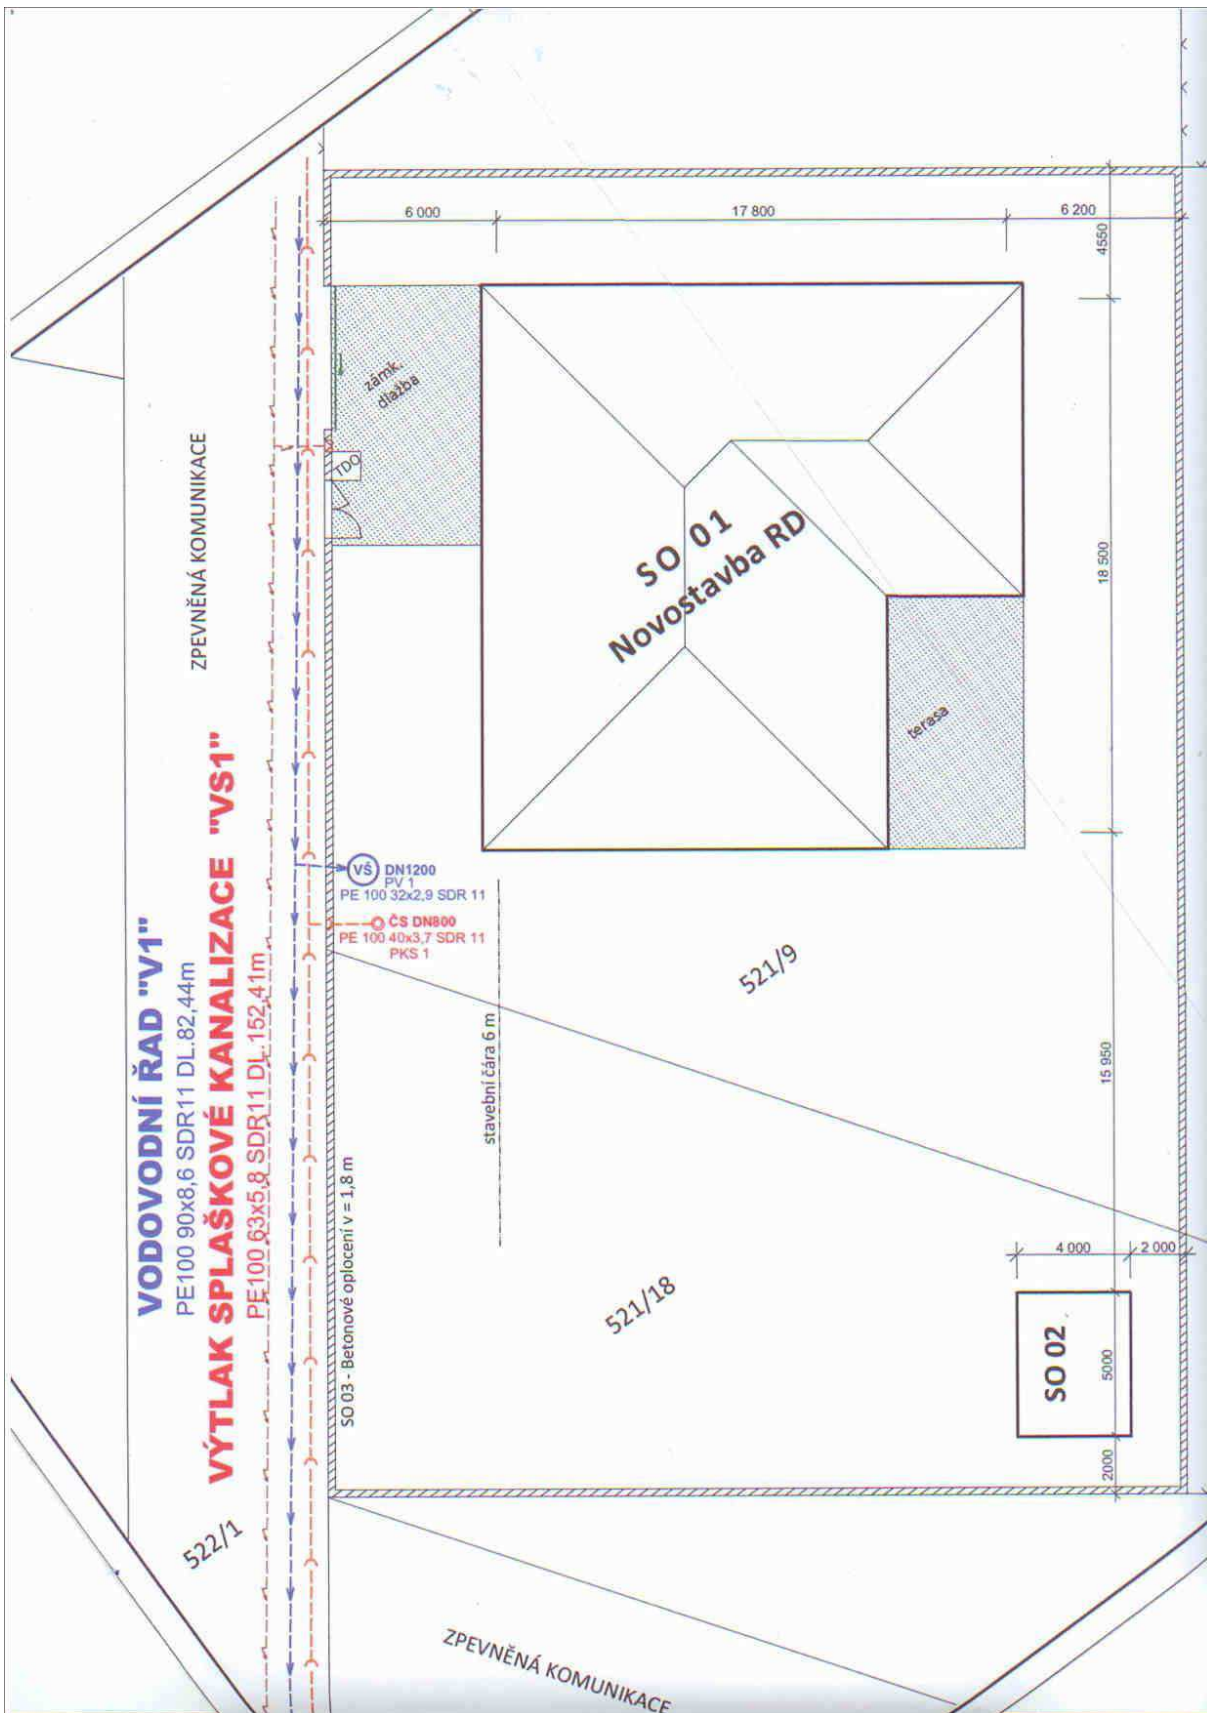 6 000
17 800
6 200
4550
zámk.
dlažba
TDO
ZPEVNĚNÁ KOMUNIKACE
SO 01
Novostavba RD
18 500
terasa
VŠ
DN1200
PV 1
PE 100 32x2,9 SDR 11
ČS DN800
PE 100 40x3,7 SDR 11
PKS 1
VODOVODNÍ ŘAD "V1"
PE100 90x8,6 SDR11 DL.82,44m
VÝTLAK SPLAŠKOVÉ KANALIZACE "VS1"
PE100 63x5,8 SDR11 DL.152,41m
521/9
stavební čára 6 m
15 950
SO 03 - Betonové oplocení v = 1,8 m
521/18
4 000
2 000
SO 02
5000
2000
522/1
ZPEVNĚNÁ KOMUNIKACE